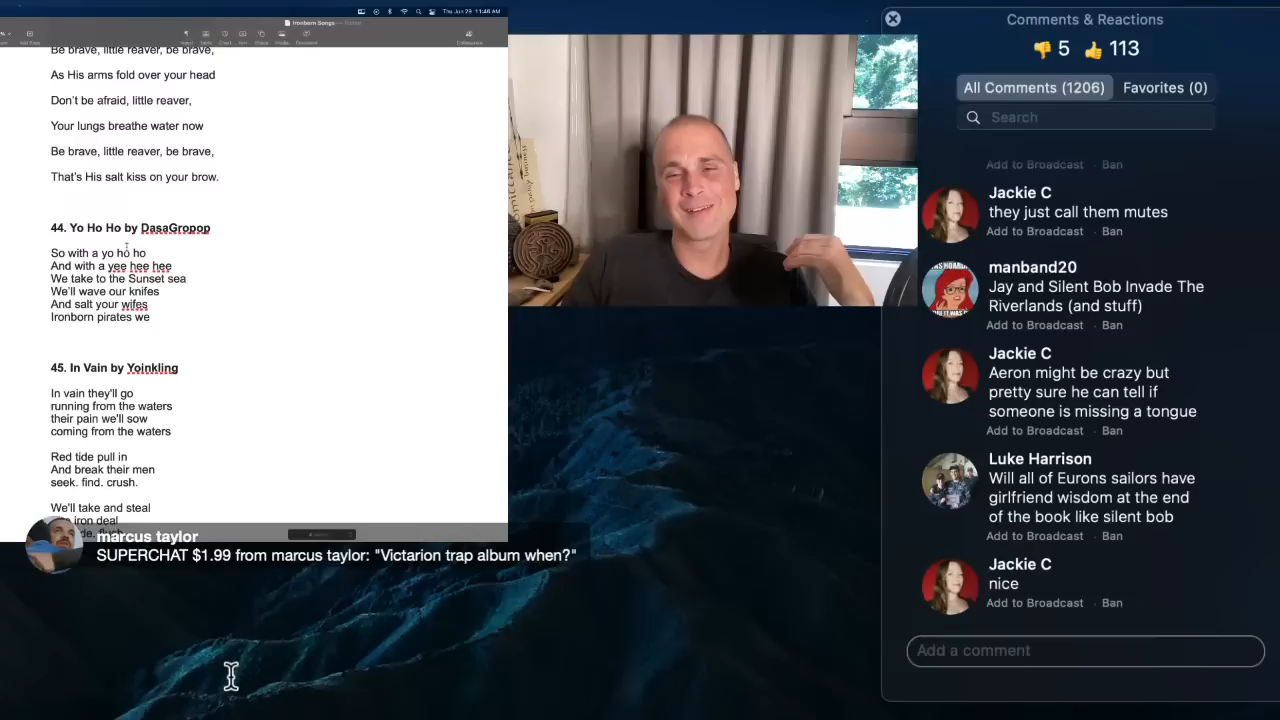 Thu Jun 29 11:46 AM
Ironborn Songs
Be brave, little reaver, be brave,
As His arms fold over your head
Don't be afraid, little reaver,
Your lungs breathe water now
Be brave, little reaver, be brave,
That's His salt kiss on your brow.
44. Yo Ho Ho by DasaGropop
So with a yo ho ho
And with a yee hee hee
We take to the Sunset sea
We'll wave our knifes
And salt your wifes
Ironborn pirates we
45. In Vain by Yoinkling
In vain they'll go
running from the waters
their pain we'll sow
coming from the waters
Red tide pull in
And break their men
seek. find. crush.
We'll take and steal
iron deal
marcus taylor
SUPERCHAT $1.99 from marcus taylor: "Victarion trap album when?"
Comments & Reactions
👎 5 👍 113
All Comments (1206) Favorites (0)
Search
Add to Broadcast · Ban
Jackie C
they just call them mutes
Add to Broadcast · Ban
manband20
Jay and Silent Bob Invade The
Riverlands (and stuff)
Add to Broadcast · Ban
Jackie C
Aeron might be crazy but
pretty sure he can tell if
someone is missing a tongue
Add to Broadcast · Ban
Luke Harrison
Will all of Eurons sailors have
girlfriend wisdom at the end
of the book like silent bob
Add to Broadcast · Ban
Jackie C
nice
Add to Broadcast · Ban
Add a comment